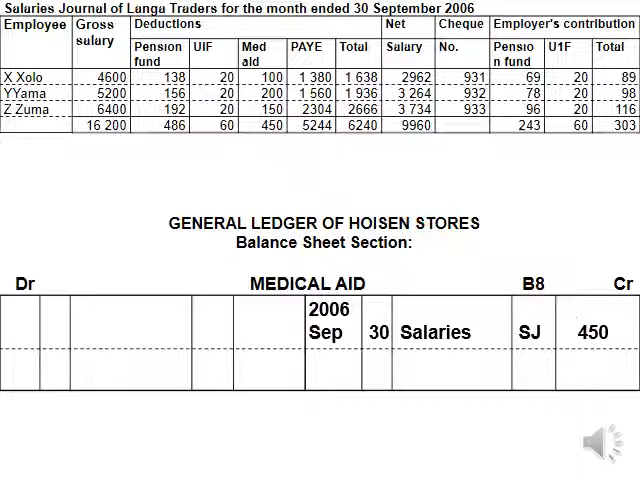 Salaries Journal of Langa Traders for the month ended 30 September 2006
Employee Gross salary Deductions Net Cheque Employer's contribution
Pension fund UIF Med aid PAYE Total Salary No. Pensio n fund U1F Total
X Xolo 4600 138 20 100 1 380 1 638 2962 931 69 20 89
YYama 5200 156 20 200 1 560 1 936 3 264 932 78 20 98
Z Zuma 6400 192 20 150 2304 2666 3 734 933 96 20 116
16 200 486 60 450 5244 6240 9960 243 60 303
GENERAL LEDGER OF HOISEN STORES
Balance Sheet Section:
Dr MEDICAL AID B8 Cr
2006
Sep 30 Salaries SJ 450